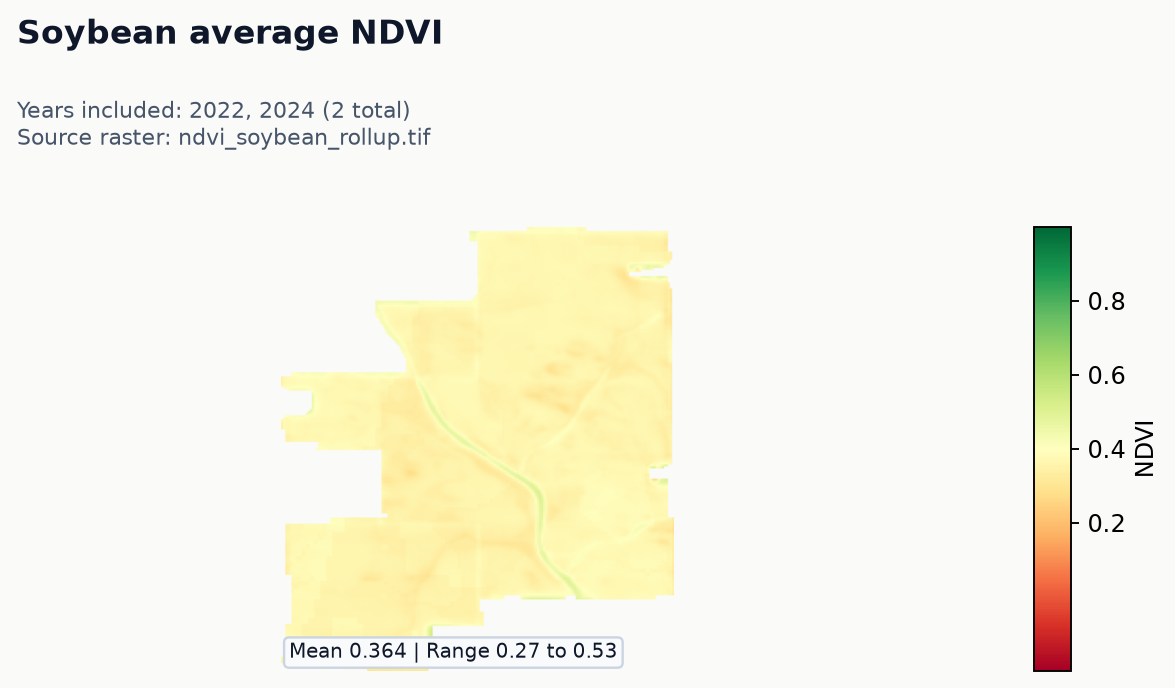 Soybean average NDVI
Years included: 2022, 2024 (2 total)
Source raster: ndvi_soybean_rollup.tif
0.8
0.6
0.4
0.2
NDVI
Mean 0.364 | Range 0.27 to 0.53